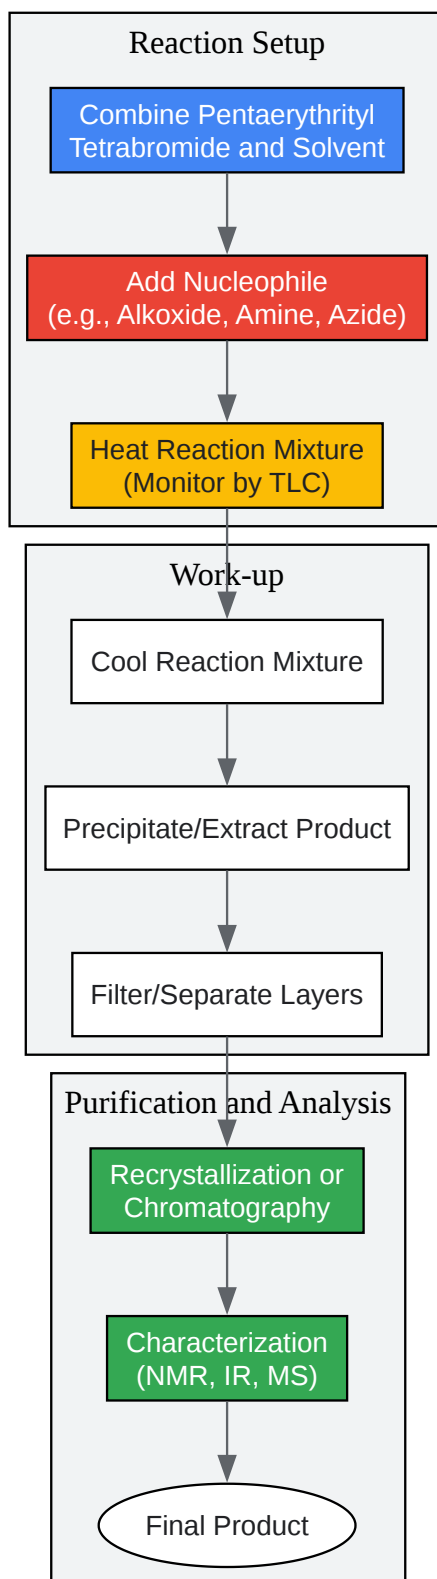 Reaction Setup
Combine Pentaerythrityl
Tetrabromide and Solvent
Add Nucleophile
(e.g., Alkoxide, Amine, Azide)
Heat Reaction Mixture
(Monitor by TLC)
Work-up
Cool Reaction Mixture
Precipitate/Extract Product
Filter/Separate Layers
Purification and Analysis
Recrystallization or
Chromatography
Characterization
(NMR, IR, MS)
Final Product